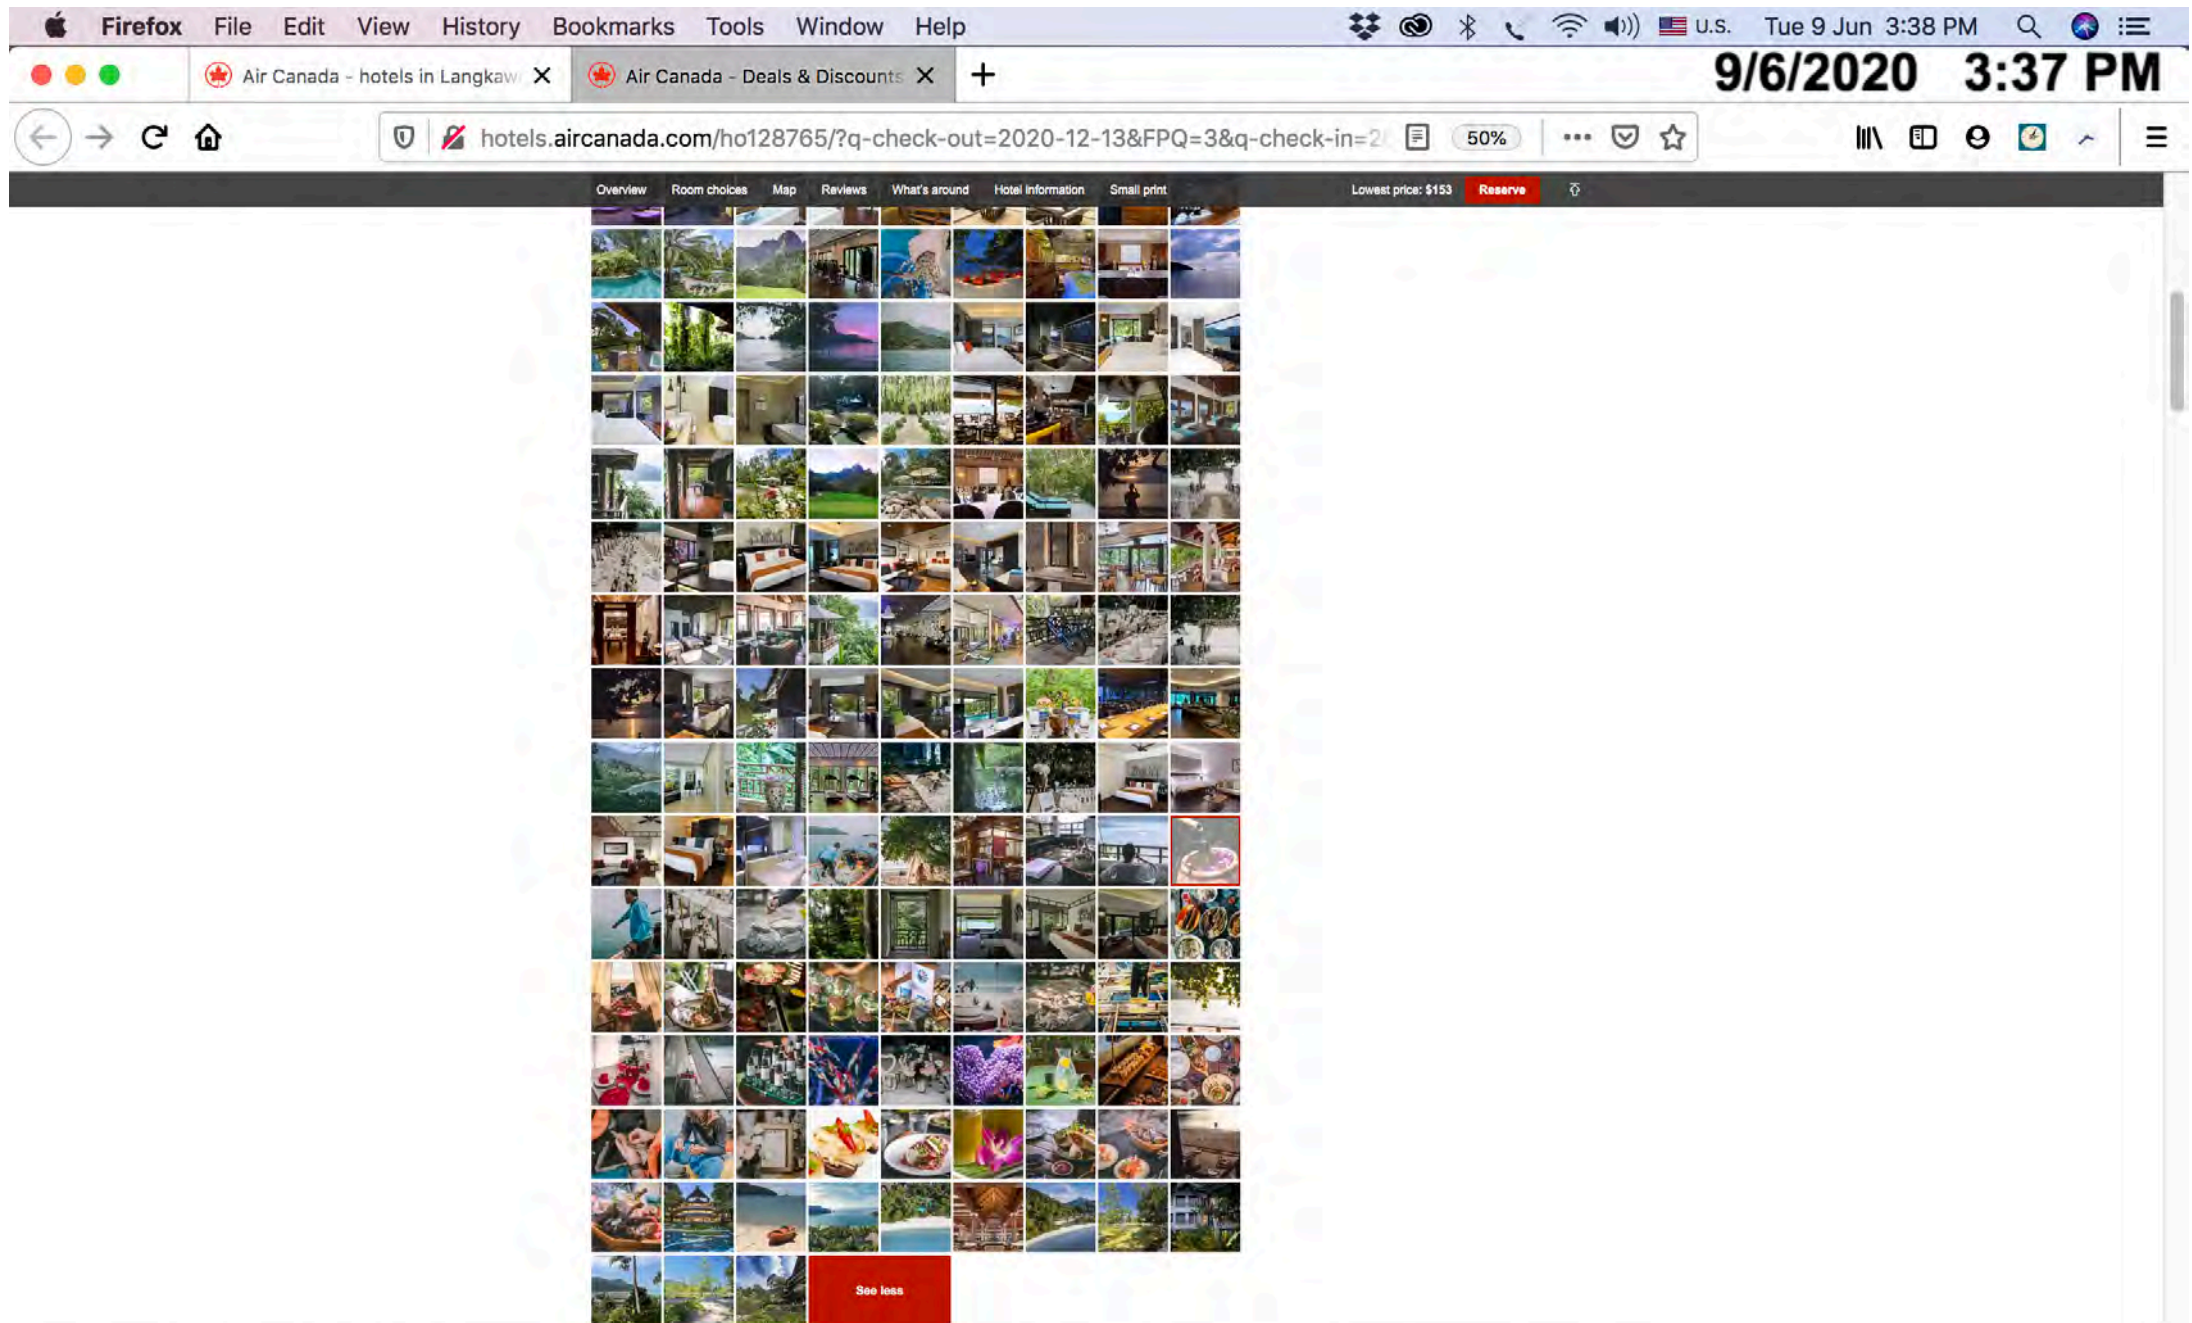 Firefox File Edit View History Bookmarks Tools Window Help U.S. Tue 9 Jun 3:38 PM
Air Canada - hotels in Langkaw Air Canada - Deals & Discounts 9/6/2020 3:37 PM
hotels.aircanada.com/ho128765/?q-check-out=2020-12-13&FPQ=3&q-check-in=2 50%
Overview Room choices Map Reviews What's around Hotel information Small print Lowest price: $153 Reserve
See less